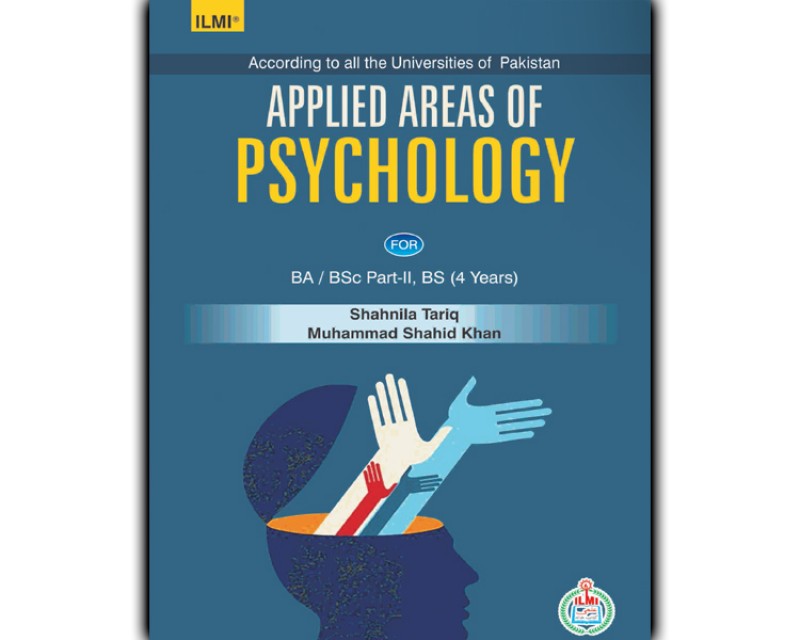 ILMI®
According to all the Universities of Pakistan
APPLIED AREAS OF
PSYCHOLOGY
FOR
BA / BSc Part-II, BS (4 Years)
Shahnila Tariq
Muhammad Shahid Khan
ILMI